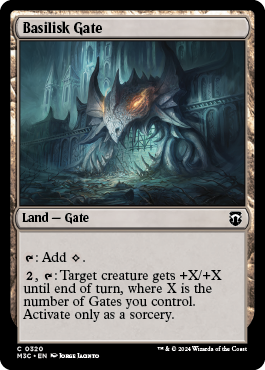 Basilisk Gate
Land — Gate
: Add .
2, : Target creature gets +X/+X
until end of turn, where X is the
number of Gates you control.
Activate only as a sorcery.
C 0320
M3C • EN Jorge Jacinto
™ & © 2024 Wizards of the Coast